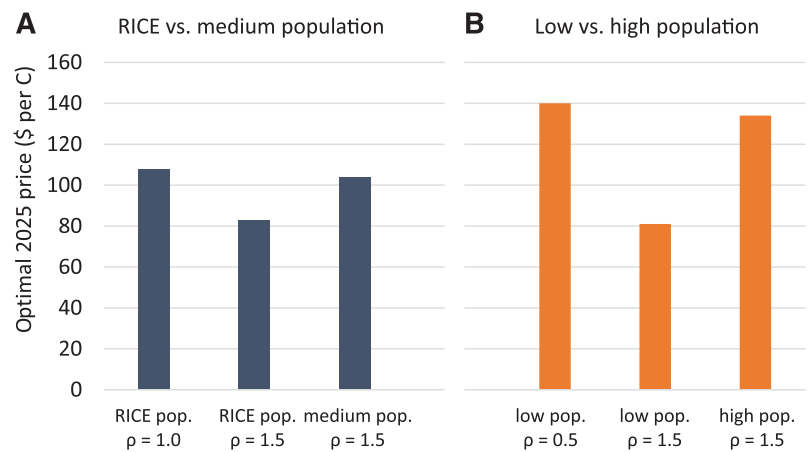 A
RICE vs. medium population
B
Low vs. high population
Optimal 2025 price ($ per C)
160
140
120
100
80
60
40
20
0
RICE pop.
ρ = 1.0
RICE pop.
ρ = 1.5
medium pop.
ρ = 1.5
low pop.
ρ = 0.5
low pop.
ρ = 1.5
high pop.
ρ = 1.5